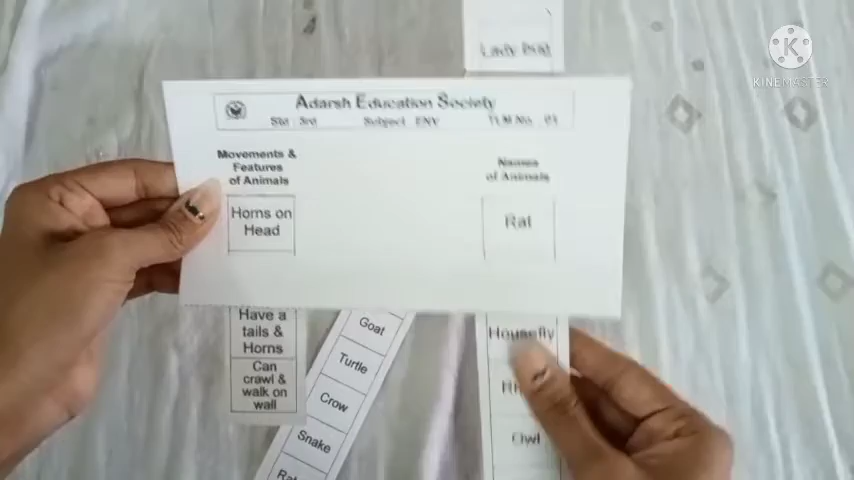 Lady Bird
KINEMASTER
Adarsh Education Society
Std : 3rd Subject : ENV TLM No. : 01
Movements &
Features
of Animals
Names
of Animals
Horns on
Head
Rat
Have a
tails &
Horns
Can
crawl &
walk on
wall
Goat
Turtle
Crow
Snake
Housefly
Owl